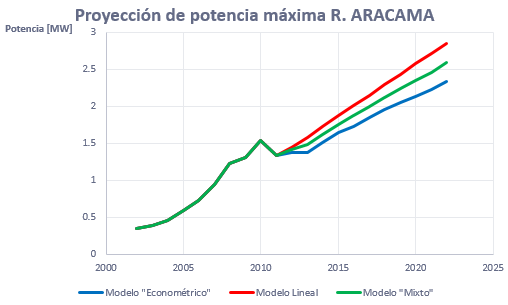 Proyección de potencia máxima R. ARACAMA
Potencia [MW]
3
2.5
2
1.5
1
0.5
0
2000 2005 2010 2015 2020 2025
Modelo "Econométrico" Modelo Lineal Modelo "Mixto"